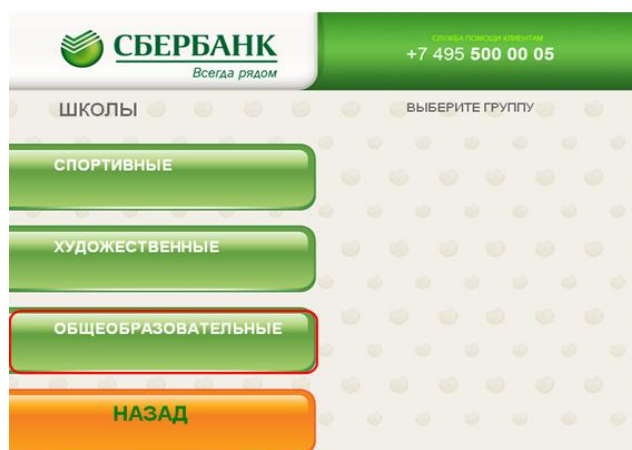 СБЕРБАНК
Всегда рядом
СЛУЖБА ПОМОЩИ КЛИЕНТАМ
+7 495 500 00 05
ШКОЛЫ
ВЫБЕРИТЕ ГРУППУ
СПОРТИВНЫЕ
ХУДОЖЕСТВЕННЫЕ
ОБЩЕОБРАЗОВАТЕЛЬНЫЕ
НАЗАД